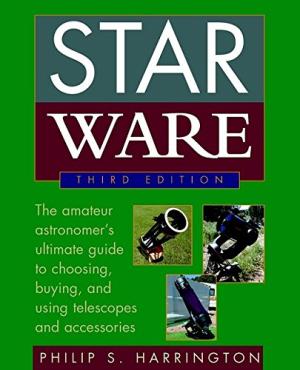 STAR
WARE
THIRD EDITION
The amateur
astronomer's
ultimate guide
to choosing,
buying, and
using telescopes
and accessories
PHILIP S. HARRINGTON